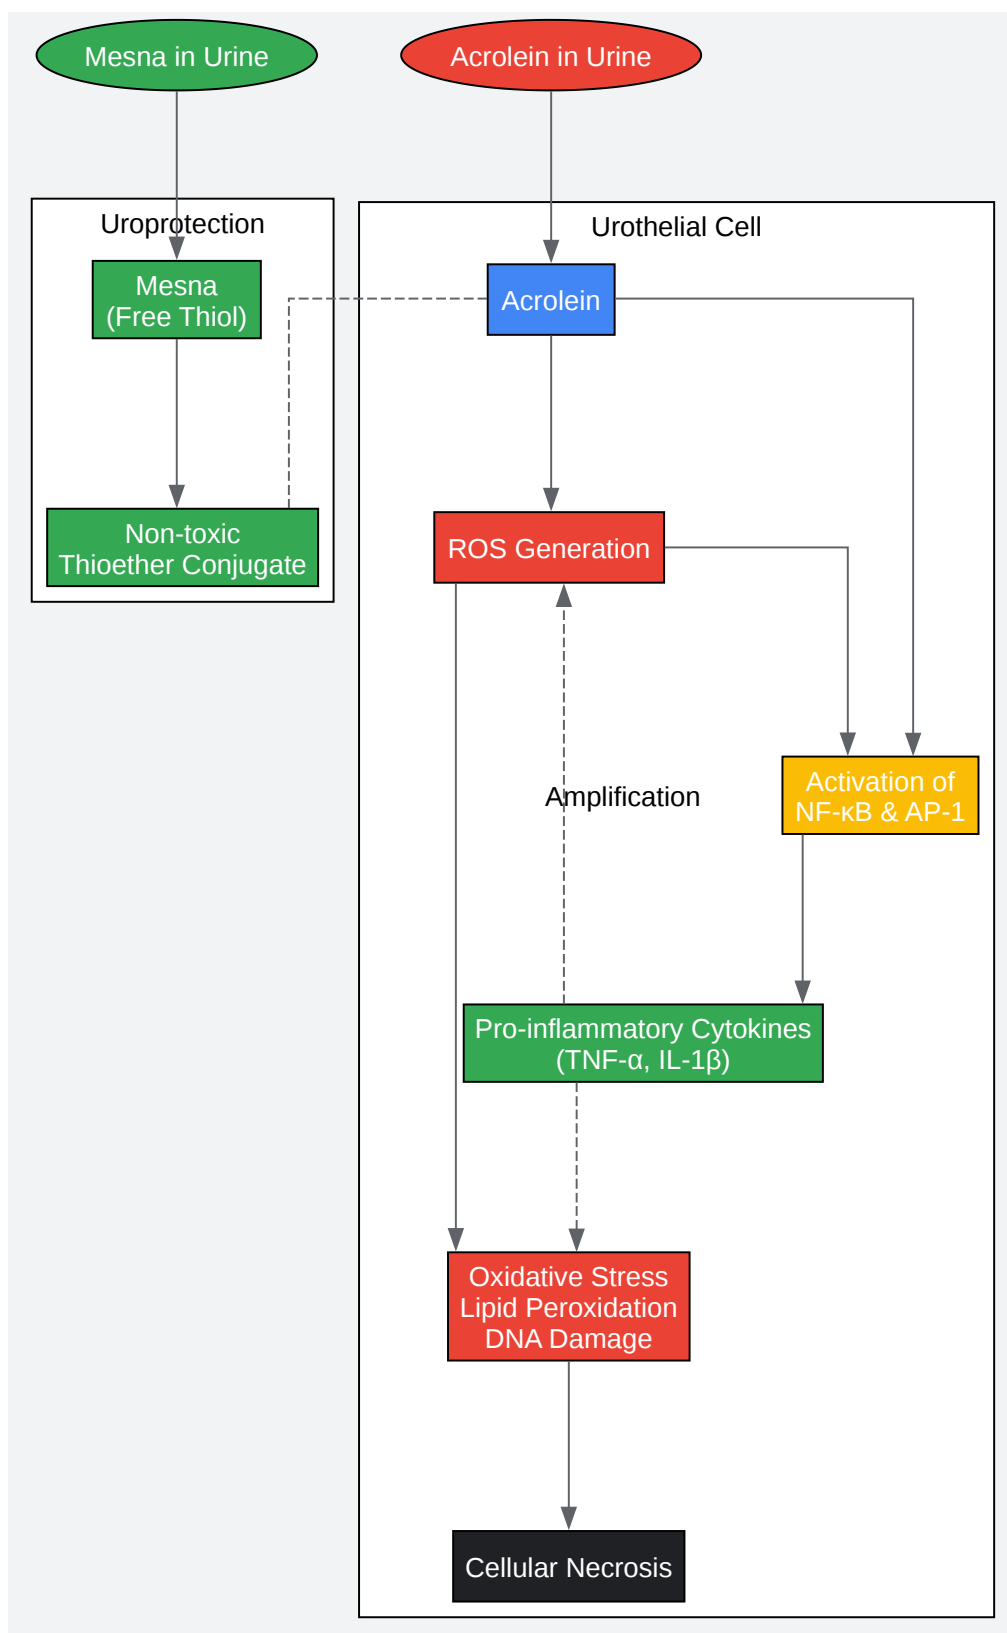 Mesna in Urine
Acrolein in Urine
Uroprotection
Urothelial Cell
Mesna
(Free Thiol)
Acrolein
Non-toxic
Thioether Conjugate
ROS Generation
Amplification
Activation of
NF-κB & AP-1
Pro-inflammatory Cytokines
(TNF-α, IL-1β)
Oxidative Stress
Lipid Peroxidation
DNA Damage
Cellular Necrosis